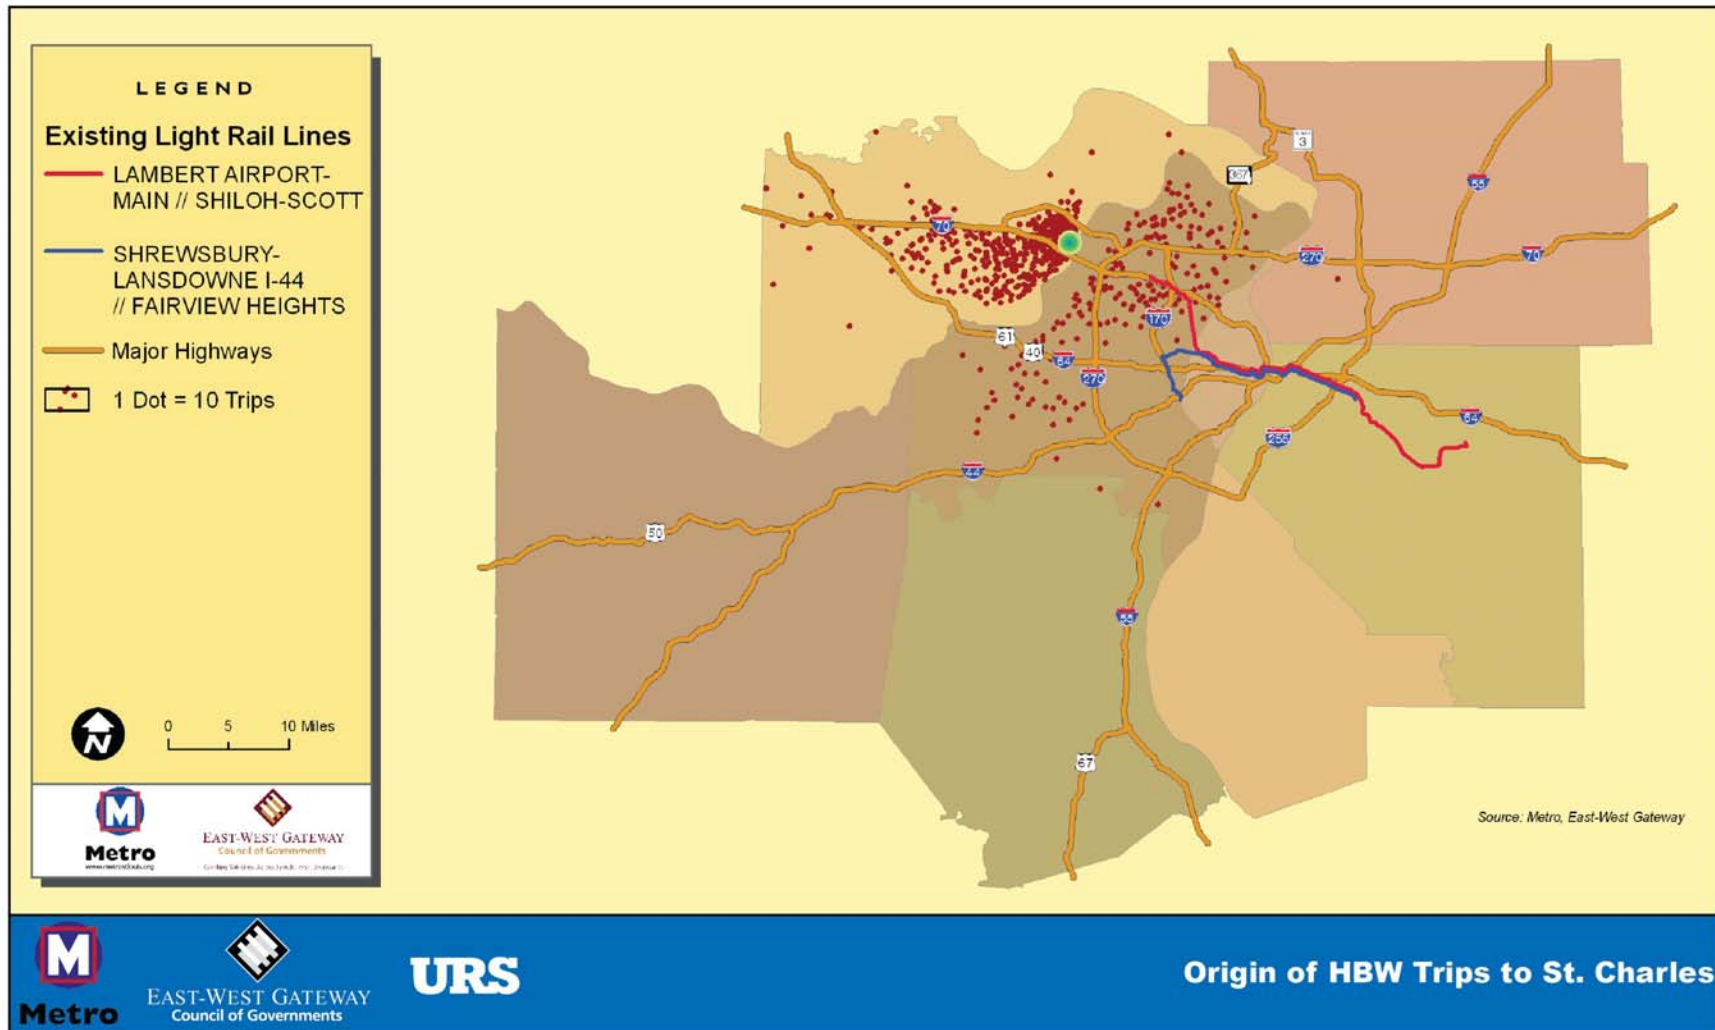 LEGEND
Existing Light Rail Lines
LAMBERT AIRPORT-
MAIN // SHILOH-SCOTT
SHREWSBURY-
LANSDOWNE I-44
// FAIRVIEW HEIGHTS
Major Highways
1 Dot = 10 Trips
N
0 5 10 Miles
M
Metro
EAST-WEST GATEWAY
Council of Governments
3
367
55
70
270
70
170
61
40
64
270
64
255
44
50
55
67
Source: Metro, East-West Gateway
M
Metro
EAST-WEST GATEWAY
Council of Governments
URS
Origin of HBW Trips to St. Charles